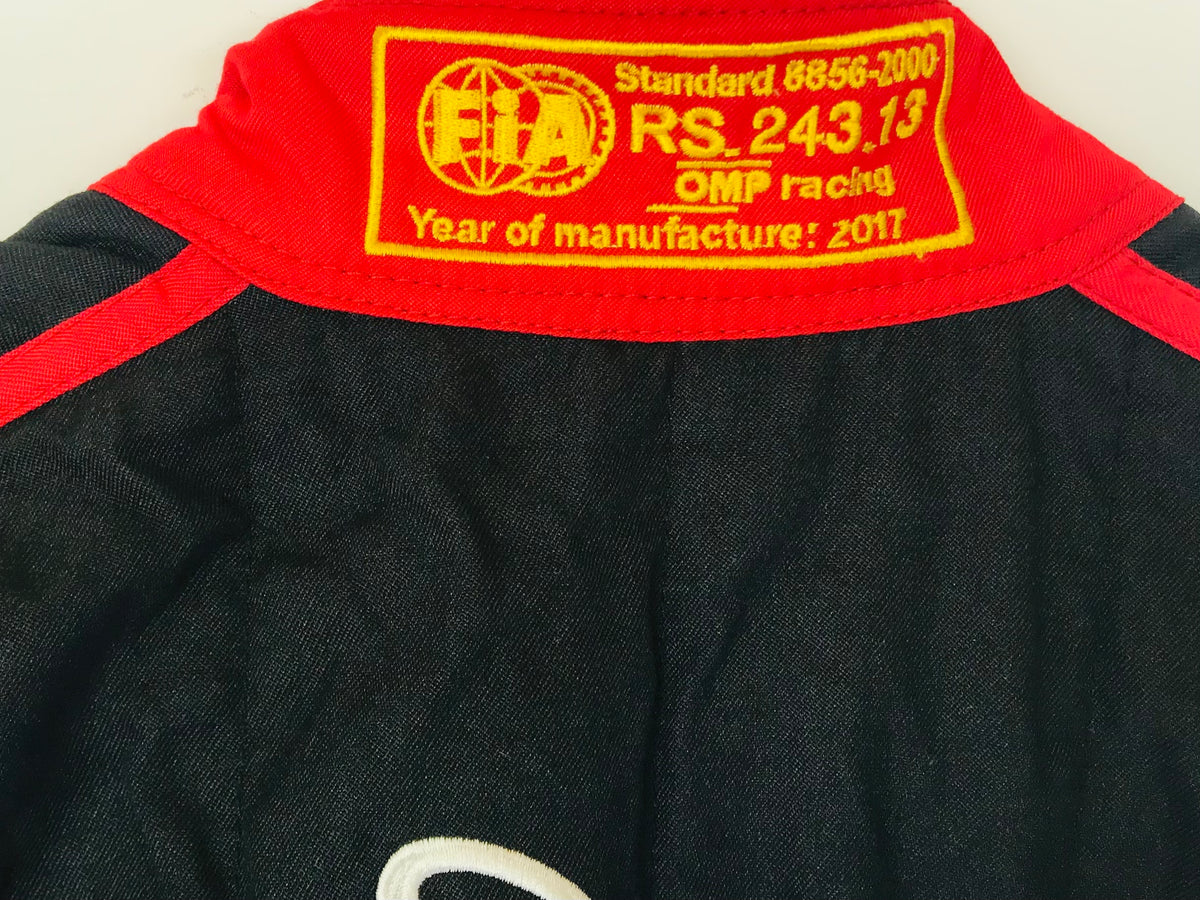 FiA
Standard 8856-2000
RS. 243.13
OMP racing
Year of manufacture: 2017